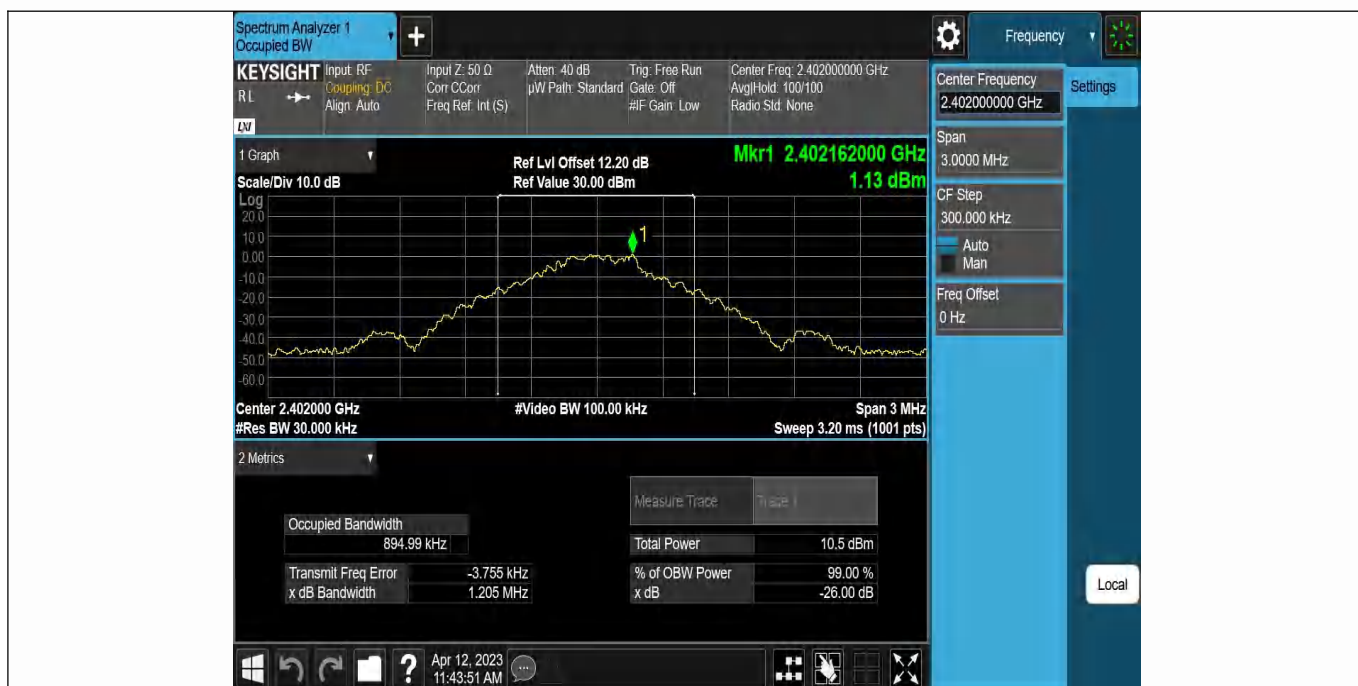 Spectrum Analyzer 1
Occupied BW
+
Frequency
KEYSIGHT
R L
LXI
Input: RF
Coupling: DC
Align: Auto
Input Z: 50 Ω
Corr CCorr
Freq Ref: Int (S)
Atten: 40 dB
µW Path: Standard
Trig: Free Run
Gate: Off
#IF Gain: Low
Center Freq: 2.402000000 GHz
Avg|Hold: 100/100
Radio Std: None
Center Frequency
2.402000000 GHz
Settings
Span
3.0000 MHz
CF Step
300.000 kHz
Auto
Man
Freq Offset
0 Hz
Local
1 Graph
Scale/Div 10.0 dB
Ref Lvl Offset 12.20 dB
Ref Value 30.00 dBm
Mkr1 2.402162000 GHz
1.13 dBm
Log
20.0
10.0
0.00
-10.0
-20.0
-30.0
-40.0
-50.0
-60.0
1
Center 2.402000 GHz
#Res BW 30.000 kHz
#Video BW 100.00 kHz
Span 3 MHz
Sweep 3.20 ms (1001 pts)
2 Metrics
Measure Trace
Trace 1
Occupied Bandwidth
894.99 kHz
Total Power
10.5 dBm
Transmit Freq Error
-3.755 kHz
% of OBW Power
99.00 %
x dB Bandwidth
1.205 MHz
x dB
-26.00 dB
?
Apr 12, 2023
11:43:51 AM